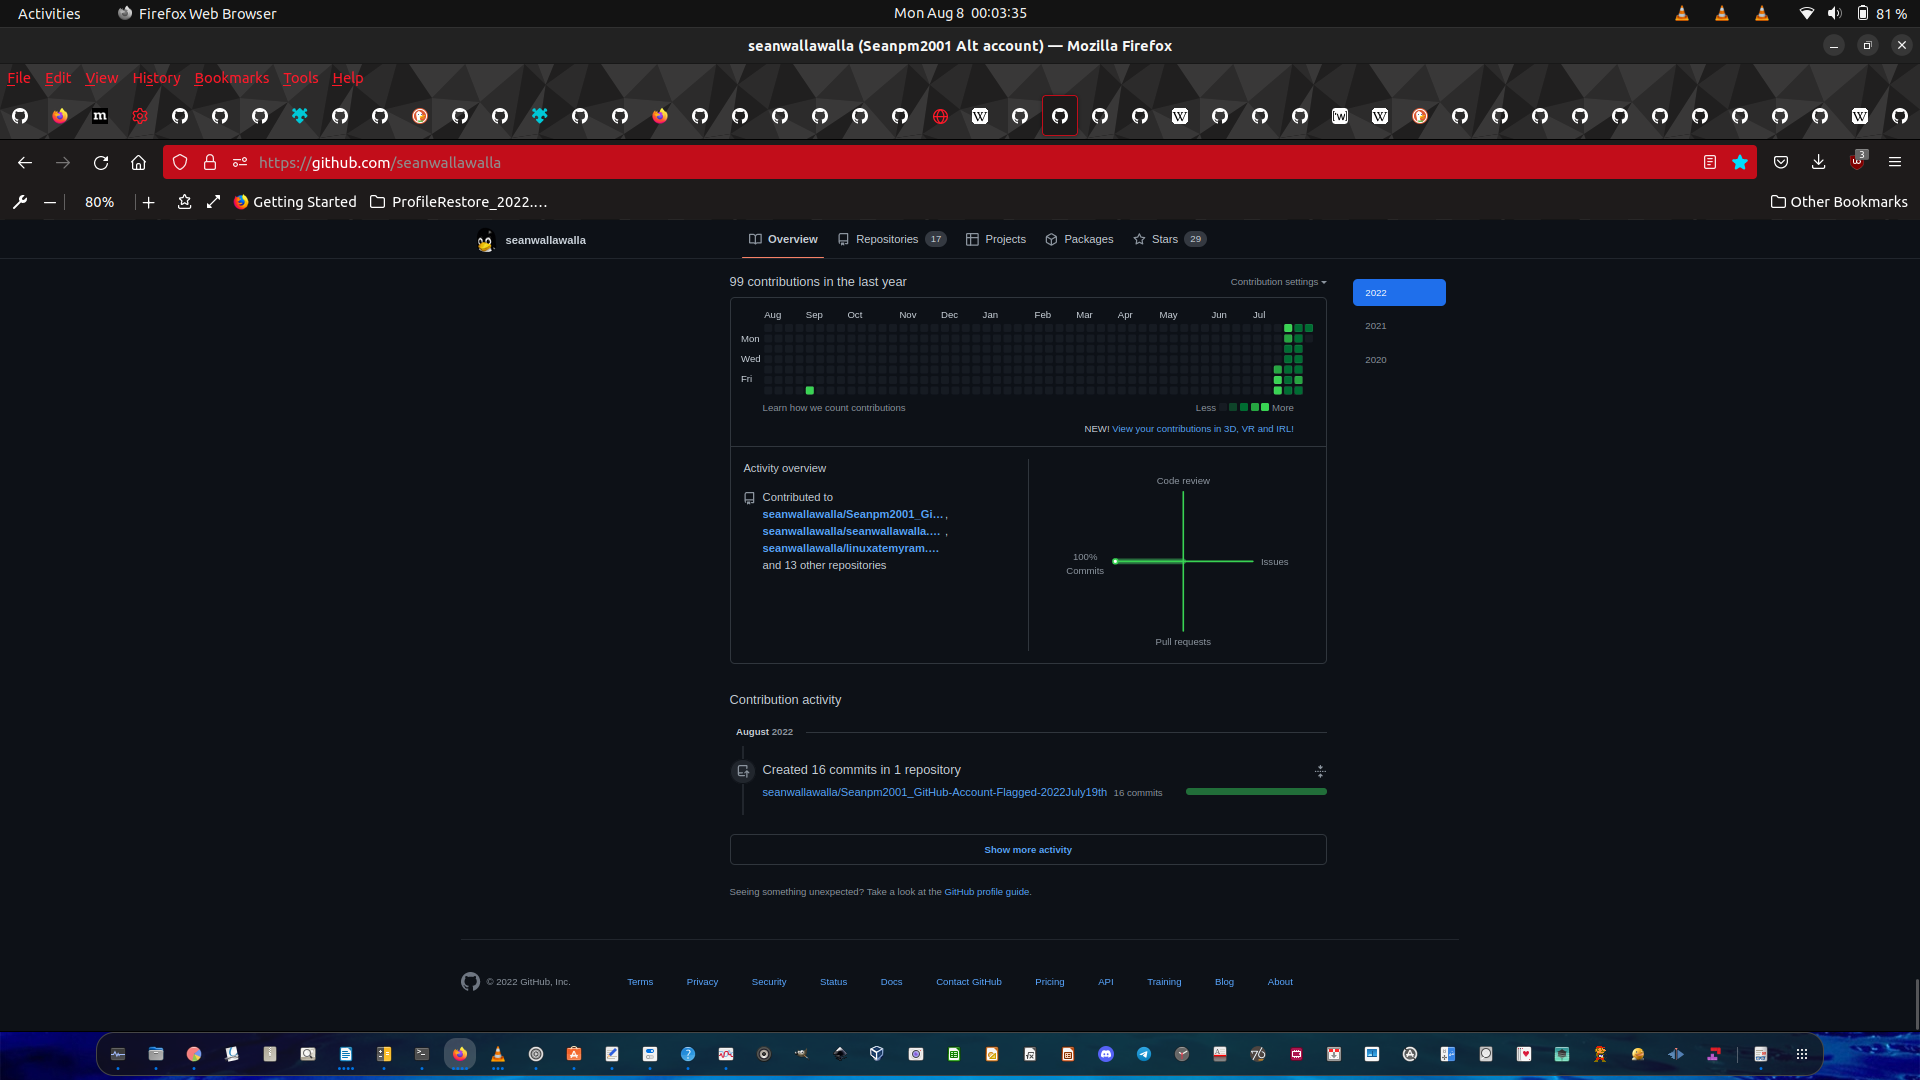 Activities
Firefox Web Browser
Mon Aug 8 00:03:35
81 %
seanwallawalla (Seanpm2001 Alt account) — Mozilla Firefox
File Edit View History Bookmarks Tools Help
https://github.com/seanwallawalla
3
80%
Getting Started
ProfileRestore_2022....
Other Bookmarks
seanwallawalla
Overview
Repositories 17
Projects
Packages
Stars 29
99 contributions in the last year
Contribution settings
2022
2021
2020
Aug Sep Oct Nov Dec Jan Feb Mar Apr May Jun Jul
Mon
Wed
Fri
Learn how we count contributions
Less More
NEW! View your contributions in 3D, VR and IRL!
Activity overview
Contributed to
seanwallawalla/Seanpm2001_Gi... ,
seanwallawalla/seanwallawalla.... ,
seanwallawalla/linuxatemyram....
and 13 other repositories
Code review
100%
Commits
Issues
Pull requests
Contribution activity
August 2022
Created 16 commits in 1 repository
seanwallawalla/Seanpm2001_GitHub-Account-Flagged-2022July19th 16 commits
Show more activity
Seeing something unexpected? Take a look at the GitHub profile guide.
© 2022 GitHub, Inc.
Terms
Privacy
Security
Status
Docs
Contact GitHub
Pricing
API
Training
Blog
About